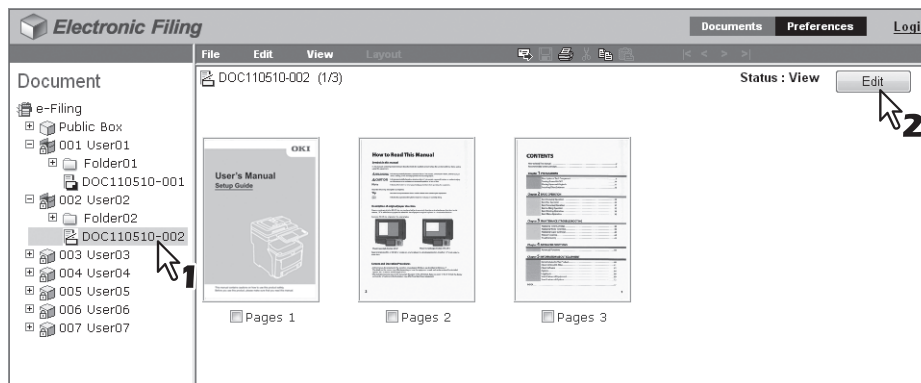 Electronic Filing
Documents Preferences Logi
File Edit View Layout
Document
DOC110510-002 (1/3)
Status : View
Edit
2
e-Filing
Public Box
001 User01
Folder01
DOC110510-001
002 User02
Folder02
DOC110510-002
1
003 User03
004 User04
005 User05
006 User06
007 User07
OKI
User's Manual
Setup Guide
How to Read This Manual
CONTENTS
Pages 1
Pages 2
Pages 3